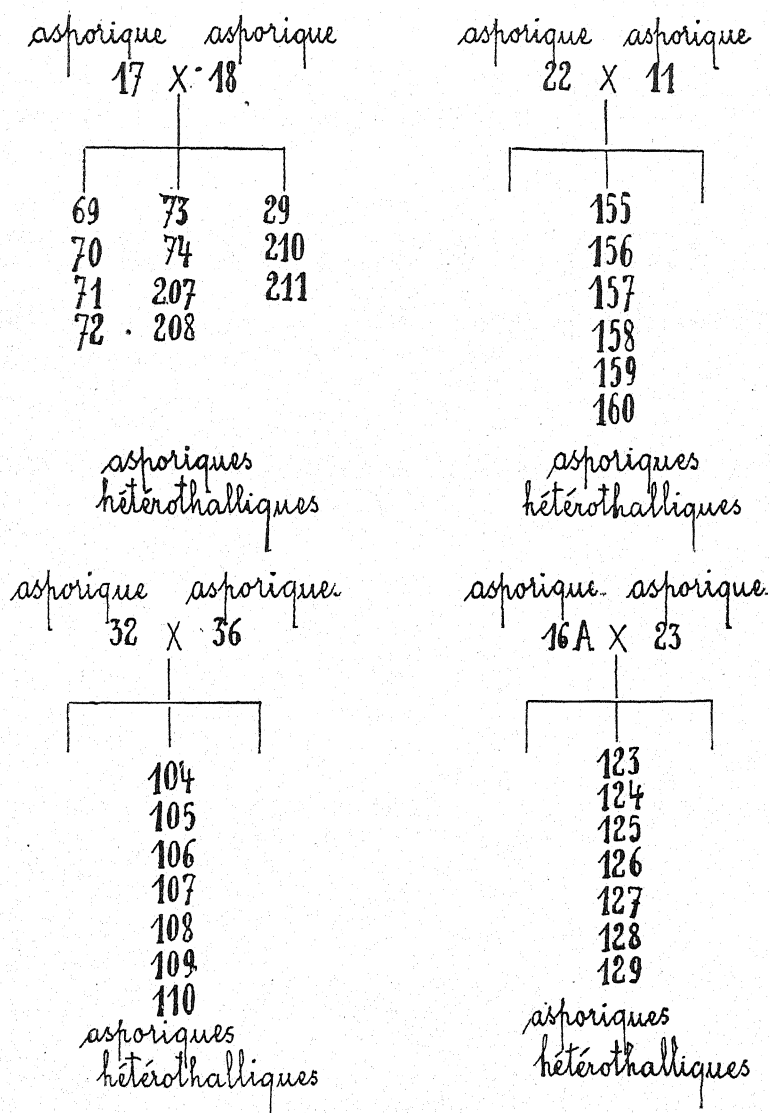 asporique asporique
17 X 18
69 73 29
70 74 210
71 207 211
72 208
asporiques
hétérothalliques
asporique asporique
22 X 11
155
156
157
158
159
160
asporiques
hétérothalliques
asporique asporique
32 X 36
104
105
106
107
108
109
110
asporiques
hétérothalliques
asporique asporique
16A X 23
123
124
125
126
127
128
129
asporiques
hétérothalliques